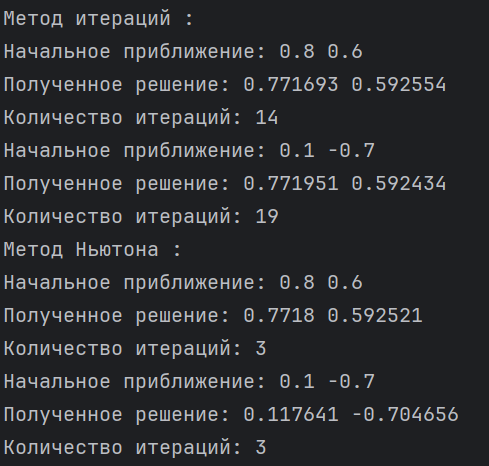 Метод итераций :
Начальное приближение: 0.8 0.6
Полученное решение: 0.771693 0.592554
Количество итераций: 14
Начальное приближение: 0.1 -0.7
Полученное решение: 0.771951 0.592434
Количество итераций: 19
Метод Ньютона :
Начальное приближение: 0.8 0.6
Полученное решение: 0.7718 0.592521
Количество итераций: 3
Начальное приближение: 0.1 -0.7
Полученное решение: 0.117641 -0.704656
Количество итераций: 3